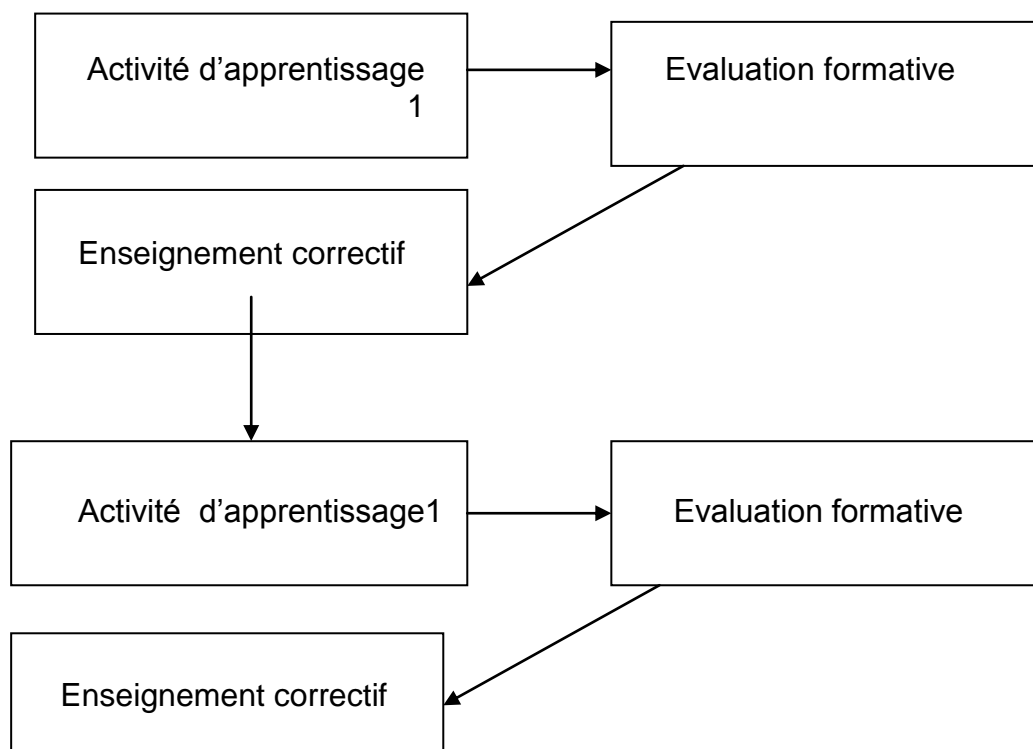 Activité d’apprentissage
1
Evaluation formative
Enseignement correctif
Activité  d’apprentissage1
Evaluation formative
Enseignement correctif